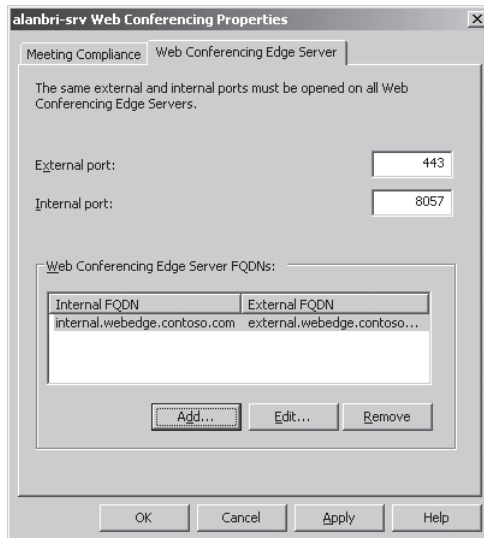 alanbri-srv Web Conferencing Properties
Meeting Compliance
Web Conferencing Edge Server
The same external and internal ports must be opened on all Web
Conferencing Edge Servers.
External port:
443
Internal port:
8057
Web Conferencing Edge Server FQDNs:
Internal FQDN
External FQDN
internal.webedge.contoso.com
external.webedge.contoso...
Add...
Edit...
Remove
OK
Cancel
Apply
Help